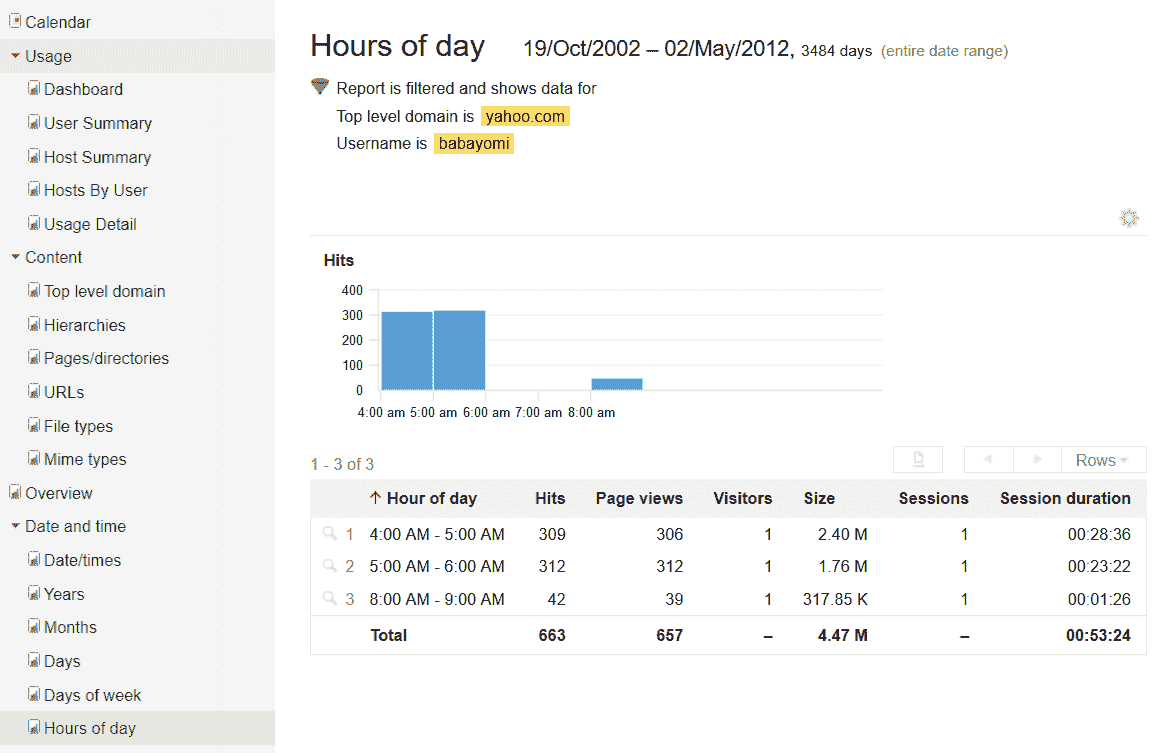 Calendar
Usage
Dashboard
User Summary
Host Summary
Hosts By User
Usage Detail
Content
Top level domain
Hierarchies
Pages/directories
URLs
File types
Mime types
Overview
Date and time
Date/times
Years
Months
Days
Days of week
Hours of day
Hours of day 19/Oct/2002 – 02/May/2012, 3484 days (entire date range)
Report is filtered and shows data for
Top level domain is yahoo.com
Username is babayomi
Hits
400
300
200
100
0
4:00 am 5:00 am 6:00 am 7:00 am 8:00 am
1 - 3 of 3 Rows
Hour of day Hits Page views Visitors Size Sessions Session duration
1 4:00 AM - 5:00 AM 309 306 1 2.40 M 1 00:28:36
2 5:00 AM - 6:00 AM 312 312 1 1.76 M 1 00:23:22
3 8:00 AM - 9:00 AM 42 39 1 317.85 K 1 00:01:26
Total 663 657 – 4.47 M – 00:53:24